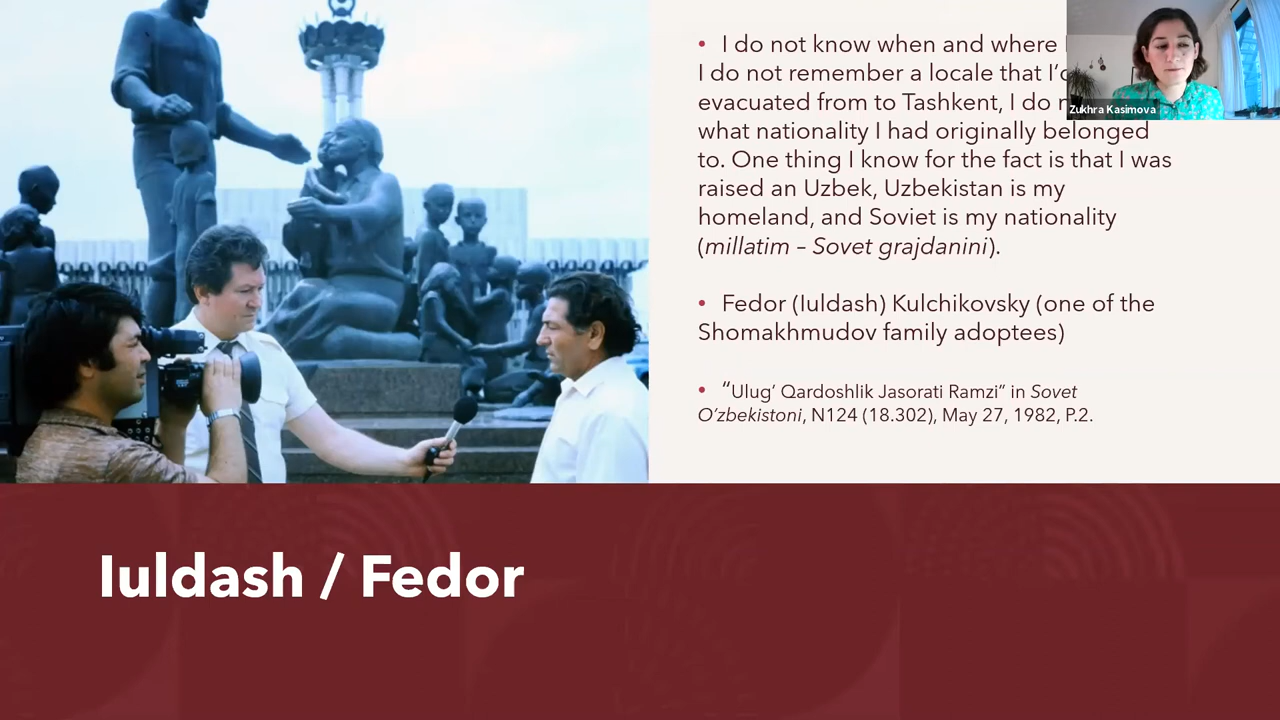 • I do not know when and where
I do not remember a locale that
evacuated from to Tashkent, I do
what nationality I had originally belonged
to. One thing I know for the fact is that I was
raised an Uzbek, Uzbekistan is my
homeland, and Soviet is my nationality
(millatim – Sovet grajdanini).
• Fedor (Iuldash) Kulchikovsky (one of the
Shomakhmudov family adoptees)
• “Ulug’ Qardoshlik Jasorati Ramzi” in Sovet
O’zbekistoni, N124 (18.302), May 27, 1982, P.2.
Zukhra Kasimova
Iuldash / Fedor